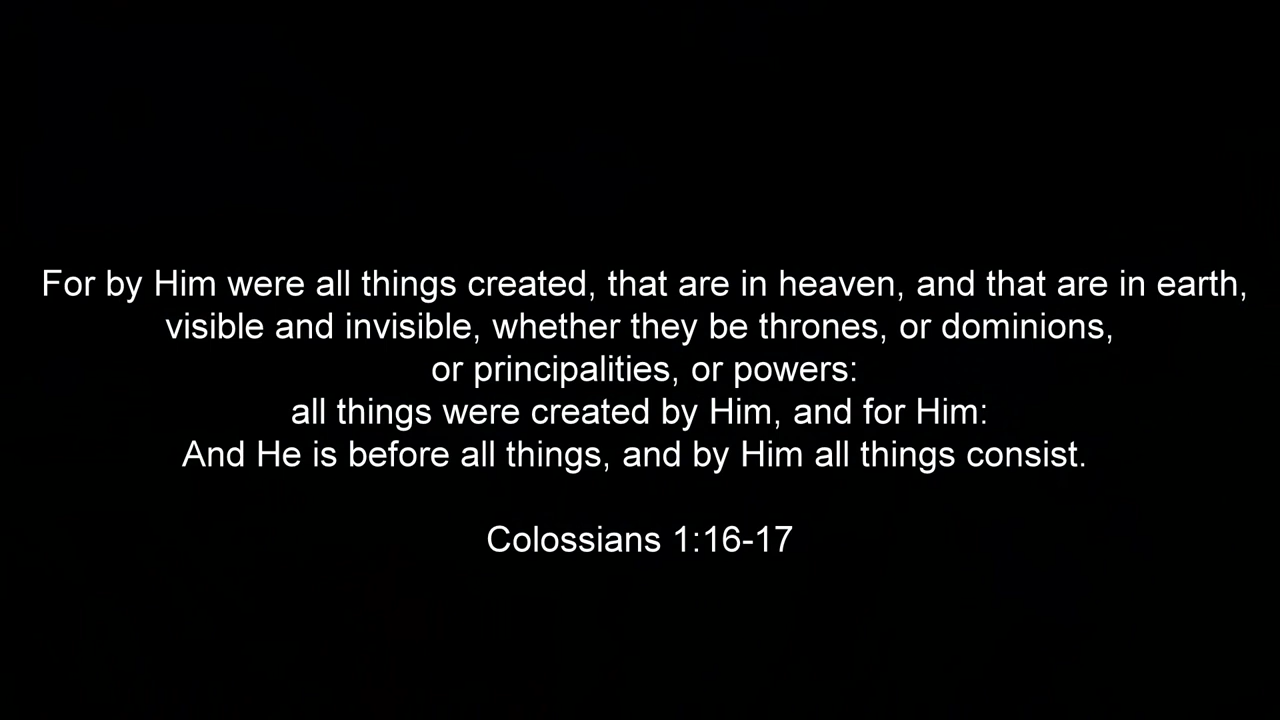 For by Him were all things created, that are in heaven, and that are in earth,
visible and invisible, whether they be thrones, or dominions,
or principalities, or powers:
all things were created by Him, and for Him:
And He is before all things, and by Him all things consist.
Colossians 1:16-17